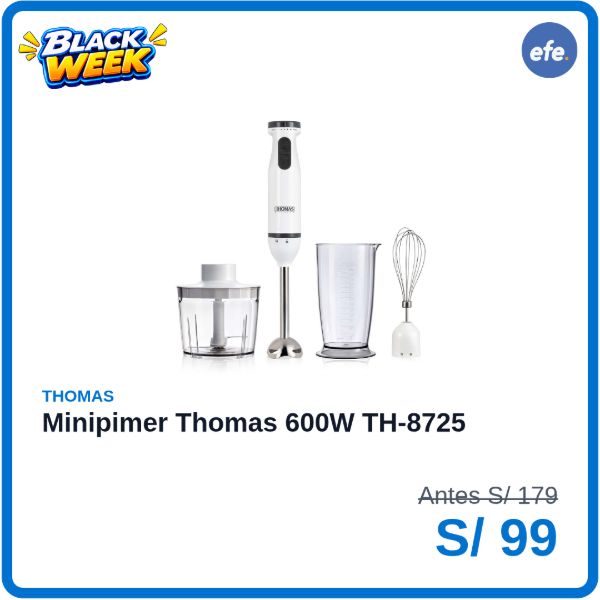 BLACK
WEEK
efe.
THOMAS
THOMAS
Minipimer Thomas 600W TH-8725
Antes S/ 179
S/ 99